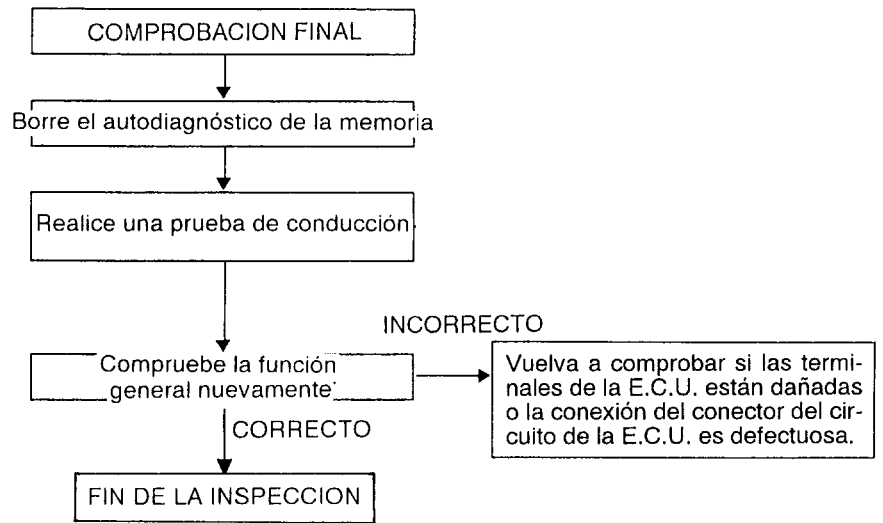 COMPROBACION FINAL
Borre el autodiagnóstico de la memoria
Realice una prueba de conducción
INCORRECTO
Compruebe la función
general nuevamente
Vuelva a comprobar si las termi-
nales de la E.C.U. están dañadas
o la conexión del conector del cir-
cuito de la E.C.U. es defectuosa.
CORRECTO
FIN DE LA INSPECCION